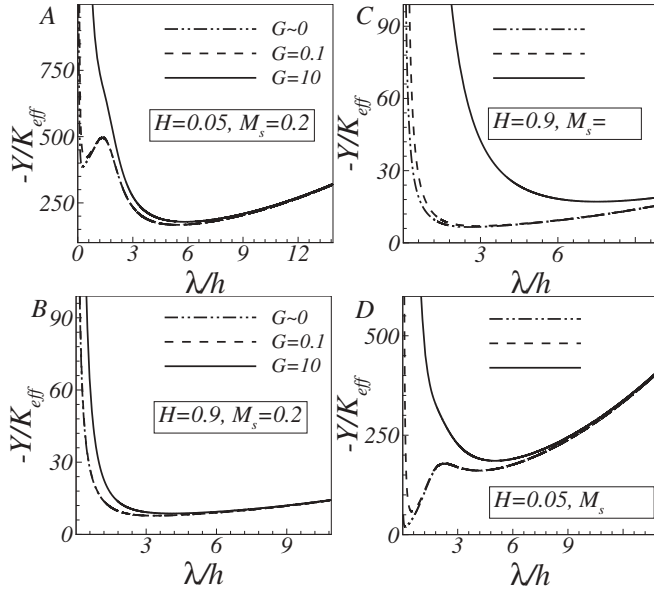 A
-Y/K_eff
750
500
250
0 3 6 9 12
λ/h
G~0
G=0.1
G=10
H=0.05, M_s=0.2
C
-Y/K_eff
90
60
30
0
3 6 9
λ/h
H=0.9, M_s=
B
-Y/K_eff
90
60
30
0
3 6 9
λ/h
G~0
G=0.1
G=10
H=0.9, M_s=0.2
D
-Y/K_eff
500
250
0
3 6 9
λ/h
H=0.05, M_s